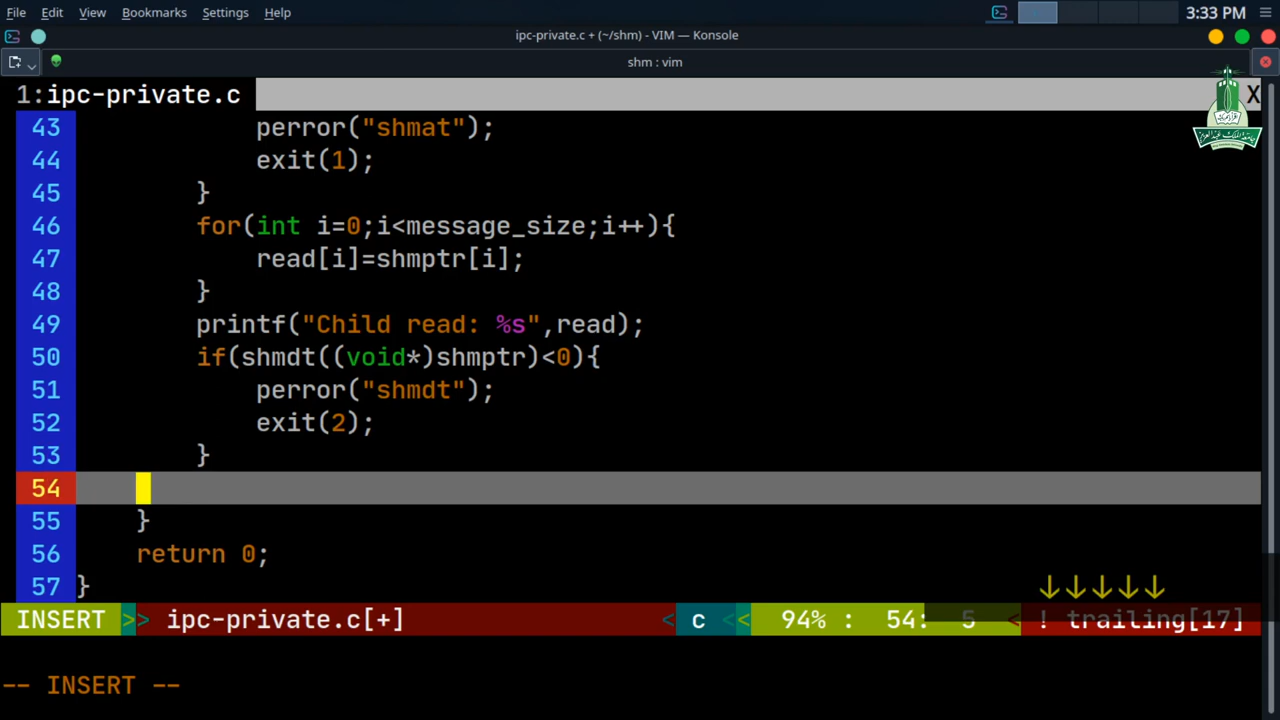 File Edit View Bookmarks Settings Help
3:33 PM
ipc-private.c + (~/shm) - VIM — Konsole
shm : vim
1:ipc-private.c X
43 perror("shmat");
44 exit(1);
45 }
46 for(int i=0;i<message_size;i++){
47 read[i]=shmptr[i];
48 }
49 printf("Child read: %s",read);
50 if(shmdt((void*)shmptr)<0){
51 perror("shmdt");
52 exit(2);
53 }
54
55 }
56 return 0;
57 }
↓↓↓↓↓
INSERT >> ipc-private.c[+] < c << 94% : 54: 5 < ! trailing[17]
-- INSERT --